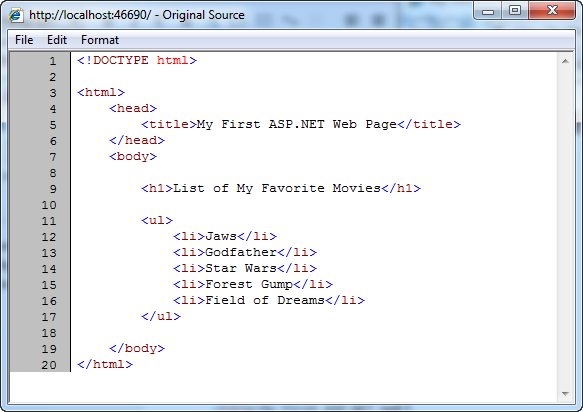 http://localhost:46690/ - Original Source
File Edit Format
1 <!DOCTYPE html>
2
3 <html>
4 <head>
5 <title>My First ASP.NET Web Page</title>
6 </head>
7 <body>
8
9 <h1>List of My Favorite Movies</h1>
10
11 <ul>
12 <li>Jaws</li>
13 <li>Godfather</li>
14 <li>Star Wars</li>
15 <li>Forest Gump</li>
16 <li>Field of Dreams</li>
17 </ul>
18
19 </body>
20 </html>